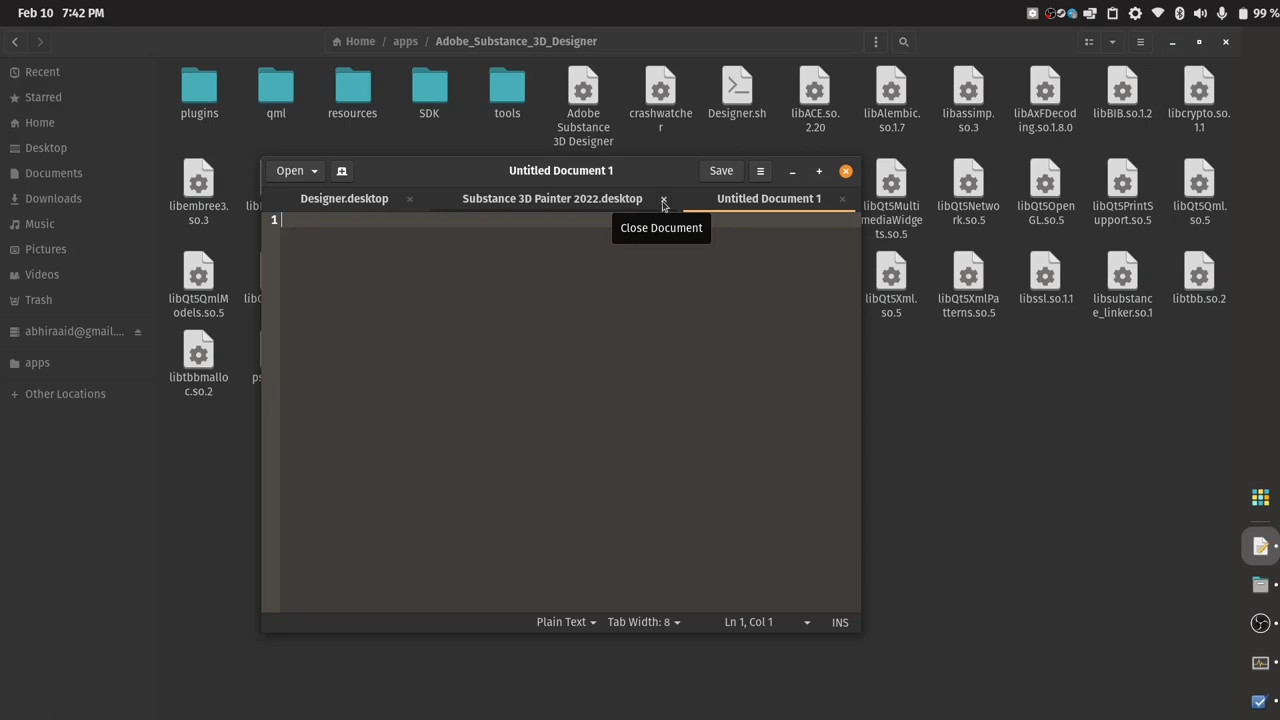 Feb 10 7:42 PM
99 %
Home apps Adobe_Substance_3D_Designer
Recent
Starred
Home
Desktop
Documents
Downloads
Music
Pictures
Videos
Trash
abhiraaid@gmail....
apps
+ Other Locations
plugins
qml
resources
SDK
tools
Adobe
Substance
3D Designer
crashwatche
r
Designer.sh
libACE.so.
2.20
libAlembic.
so.1.7
libassimp.
so.3
libAxFDecod
ing.so.1.8.0
libBIB.so.1.2
libcrypto.so.
1.1
libembree3.
so.3
libQt5Multi
mediaWidge
ts.so.5
libQt5Netwo
rk.so.5
libQt5Open
GL.so.5
libQt5PrintS
upport.so.5
libQt5Qml.
so.5
libQt5QmlM
odels.so.5
libQt5Xml.
so.5
libQt5XmlPa
tterns.so.5
libssl.so.1.1
libsubstanc
e_linker.so.1
libtbb.so.2
libtbbmallo
c.so.2
Open
Untitled Document 1
Save
Designer.desktop
Substance 3D Painter 2022.desktop
Untitled Document 1
1
Close Document
Plain Text Tab Width: 8 Ln 1, Col 1 INS